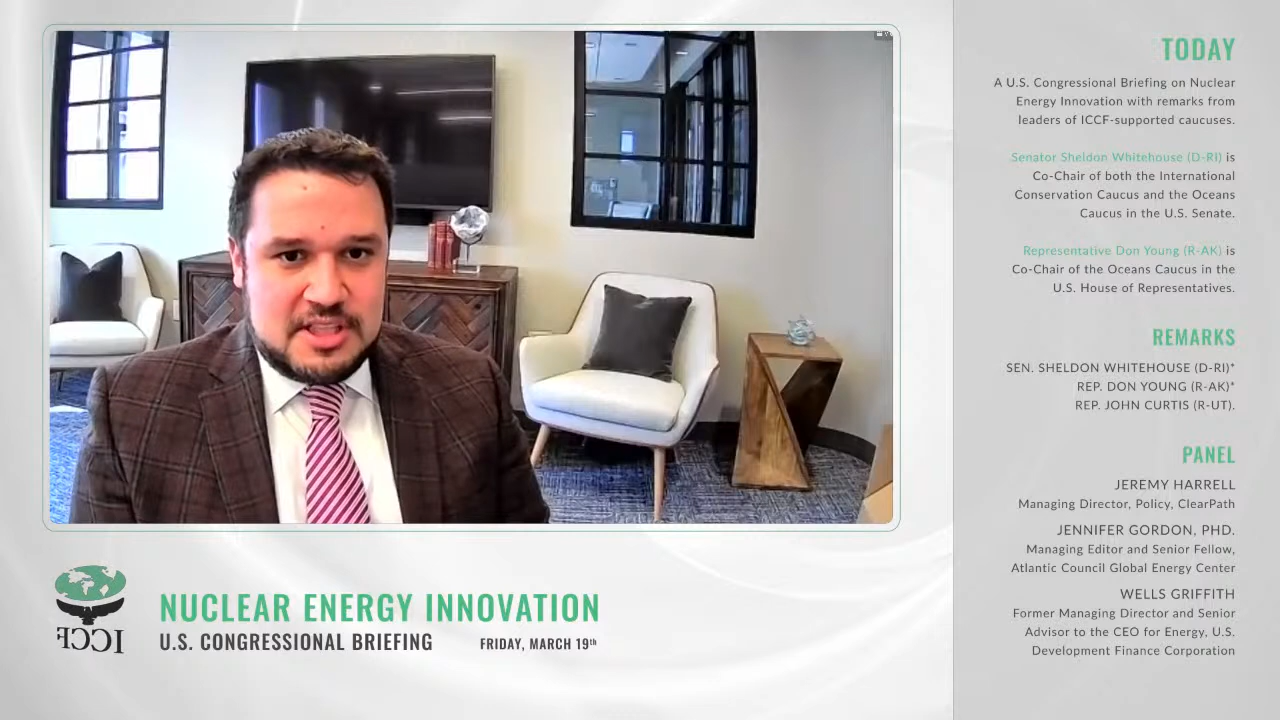 TODAY
A U.S. Congressional Briefing on Nuclear
Energy Innovation with remarks from
leaders of ICCF-supported caucuses.
Senator Sheldon Whitehouse (D-RI) is
Co-Chair of both the International
Conservation Caucus and the Oceans
Caucus in the U.S. Senate.
Representative Don Young (R-AK) is
Co-Chair of the Oceans Caucus in the
U.S. House of Representatives.
REMARKS
SEN. SHELDON WHITEHOUSE (D-RI)*
REP. DON YOUNG (R-AK)*
REP. JOHN CURTIS (R-UT).
PANEL
JEREMY HARRELL
Managing Director, Policy, ClearPath
JENNIFER GORDON, PHD.
Managing Editor and Senior Fellow,
Atlantic Council Global Energy Center
WELLS GRIFFITH
Former Managing Director and Senior
Advisor to the CEO for Energy, U.S.
Development Finance Corporation
ICCF
NUCLEAR ENERGY INNOVATION
U.S. CONGRESSIONAL BRIEFING FRIDAY, MARCH 19th